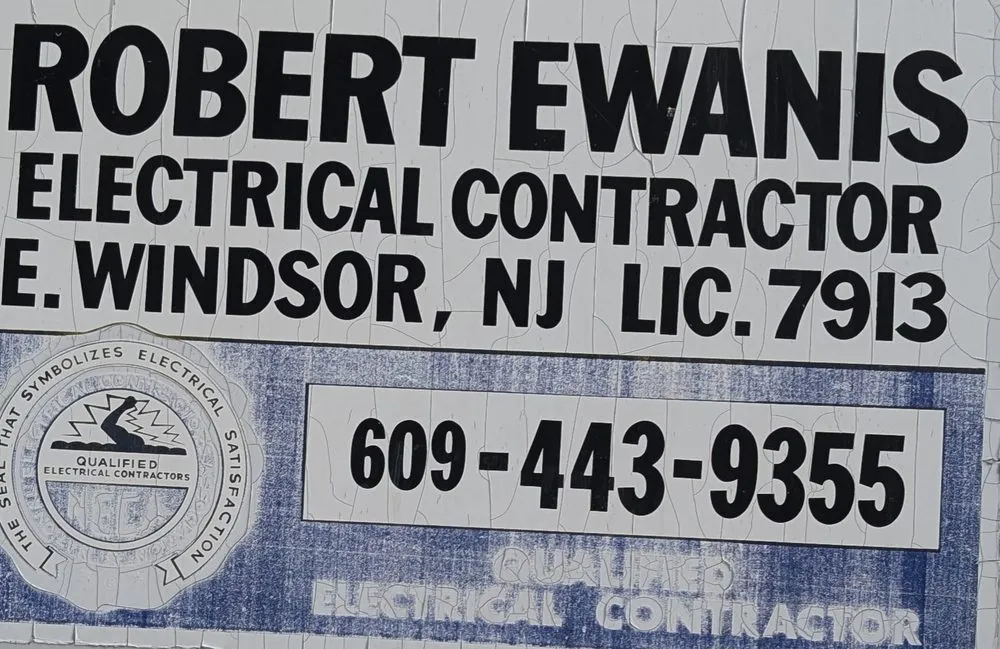 ROBERT EWANIS
ELECTRICAL CONTRACTOR
E. WINDSOR, NJ LIC. 7913
THE SEAL THAT SYMBOLIZES ELECTRICAL SATISFACTION
QUALIFIED
ELECTRICAL CONTRACTORS
609-443-9355
QUALIFIED
ELECTRICAL CONTRACTOR